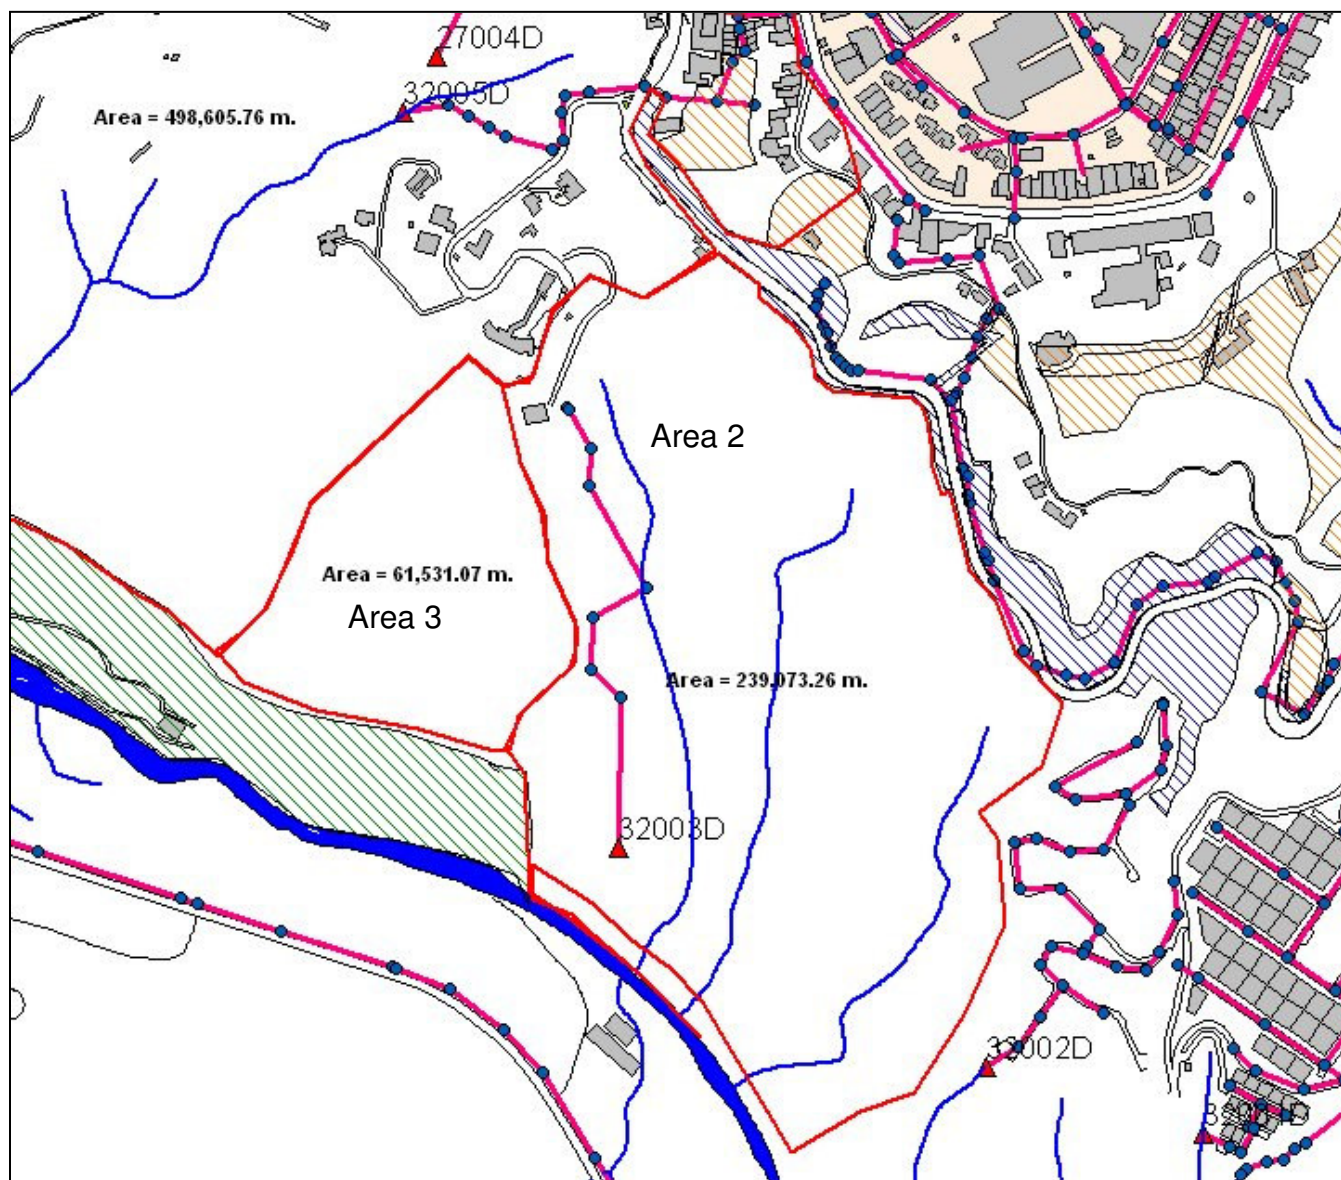 27004D
32005D
Area = 498,605.76 m.
Area 2
Area = 61,531.07 m.
Area 3
Area = 239,073.26 m.
32003D
32002D